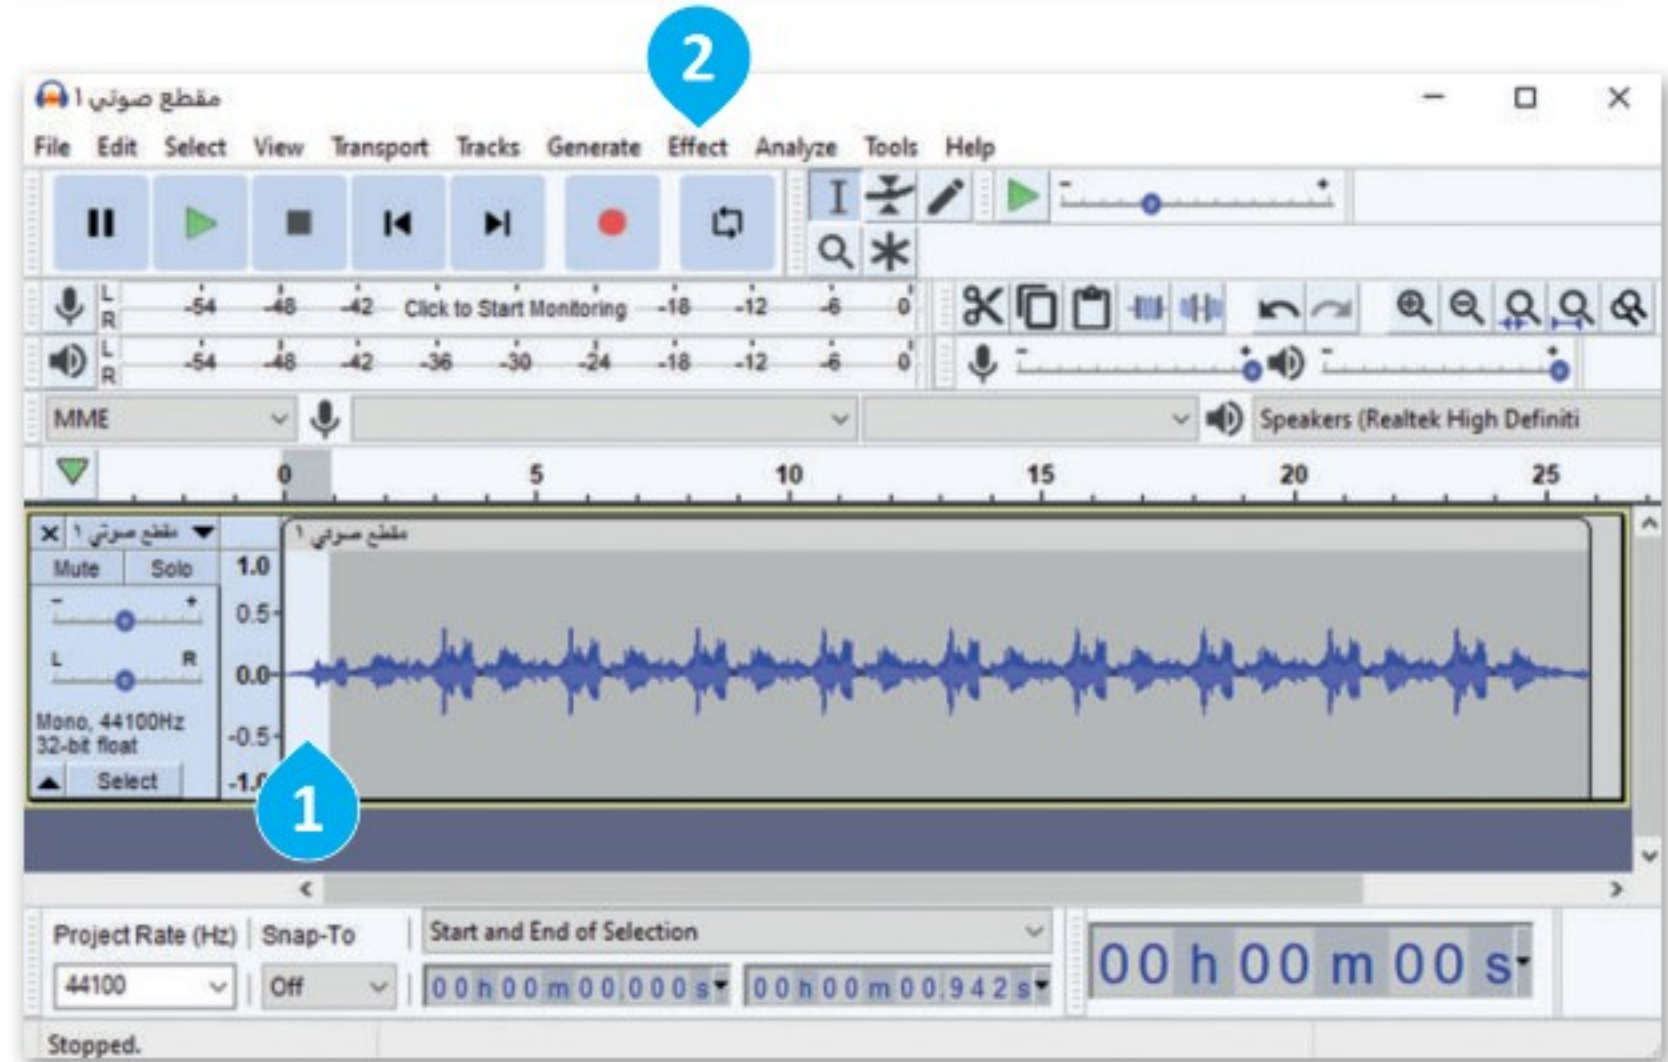 2
مقطع صوتي ١
File Edit Select View Transport Tracks Generate Effect Analyze Tools Help
L R -54 -48 -42 Click to Start Monitoring -18 -12 -6 0
L R -54 -48 -42 -36 -30 -24 -18 -12 -6 0
- +
MME Speakers (Realtek High Definiti
0 5 10 15 20 25
مقطع صوتي ١
مقطع صوتي ١
Mute Solo
- +
L R
Mono, 44100Hz
32-bit float
Select
1.0
0.5
0.0
-0.5
-1.0
1
Project Rate (Hz) Snap-To Start and End of Selection
44100 Off 00h00m00.000s 00h00m00.942s 00h00m00s
Stopped.